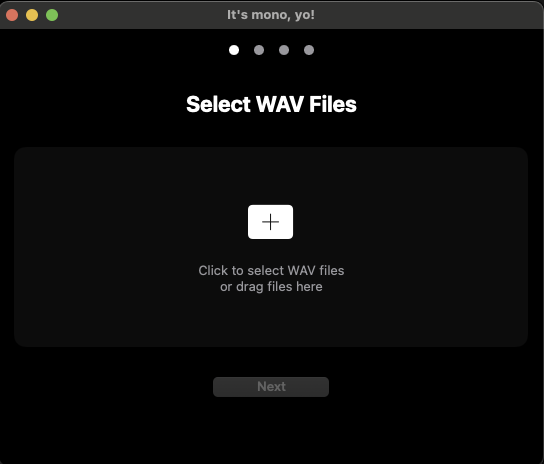 It's mono, yo!
Select WAV Files
Click to select WAV files
or drag files here
Next